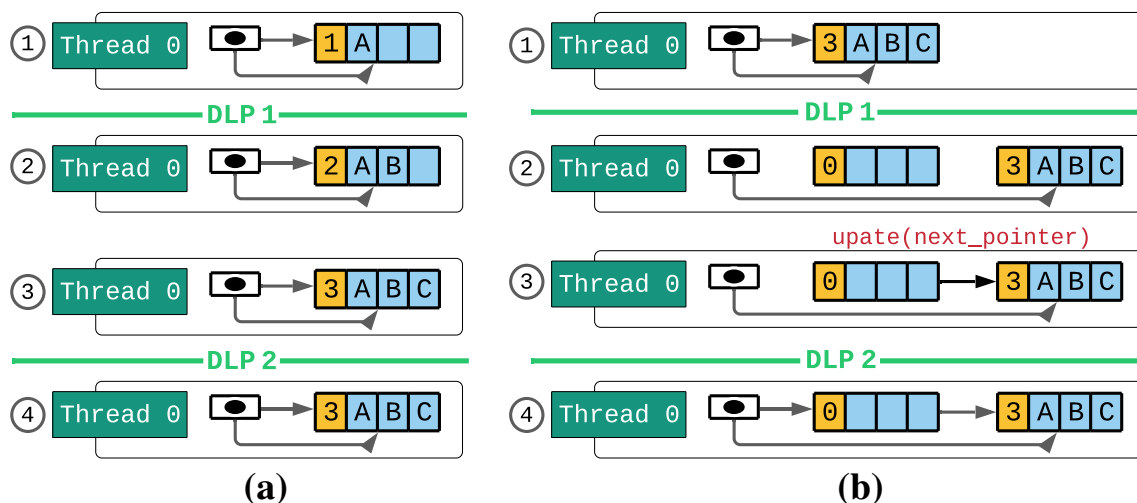 1 Thread 0 1 A
DLP 1
2 Thread 0 2 A B
3 Thread 0 3 A B C
DLP 2
4 Thread 0 3 A B C
(a)
1 Thread 0 3 A B C
DLP 1
2 Thread 0 0 3 A B C
upate(next_pointer)
3 Thread 0 0 3 A B C
DLP 2
4 Thread 0 0 3 A B C
(b)